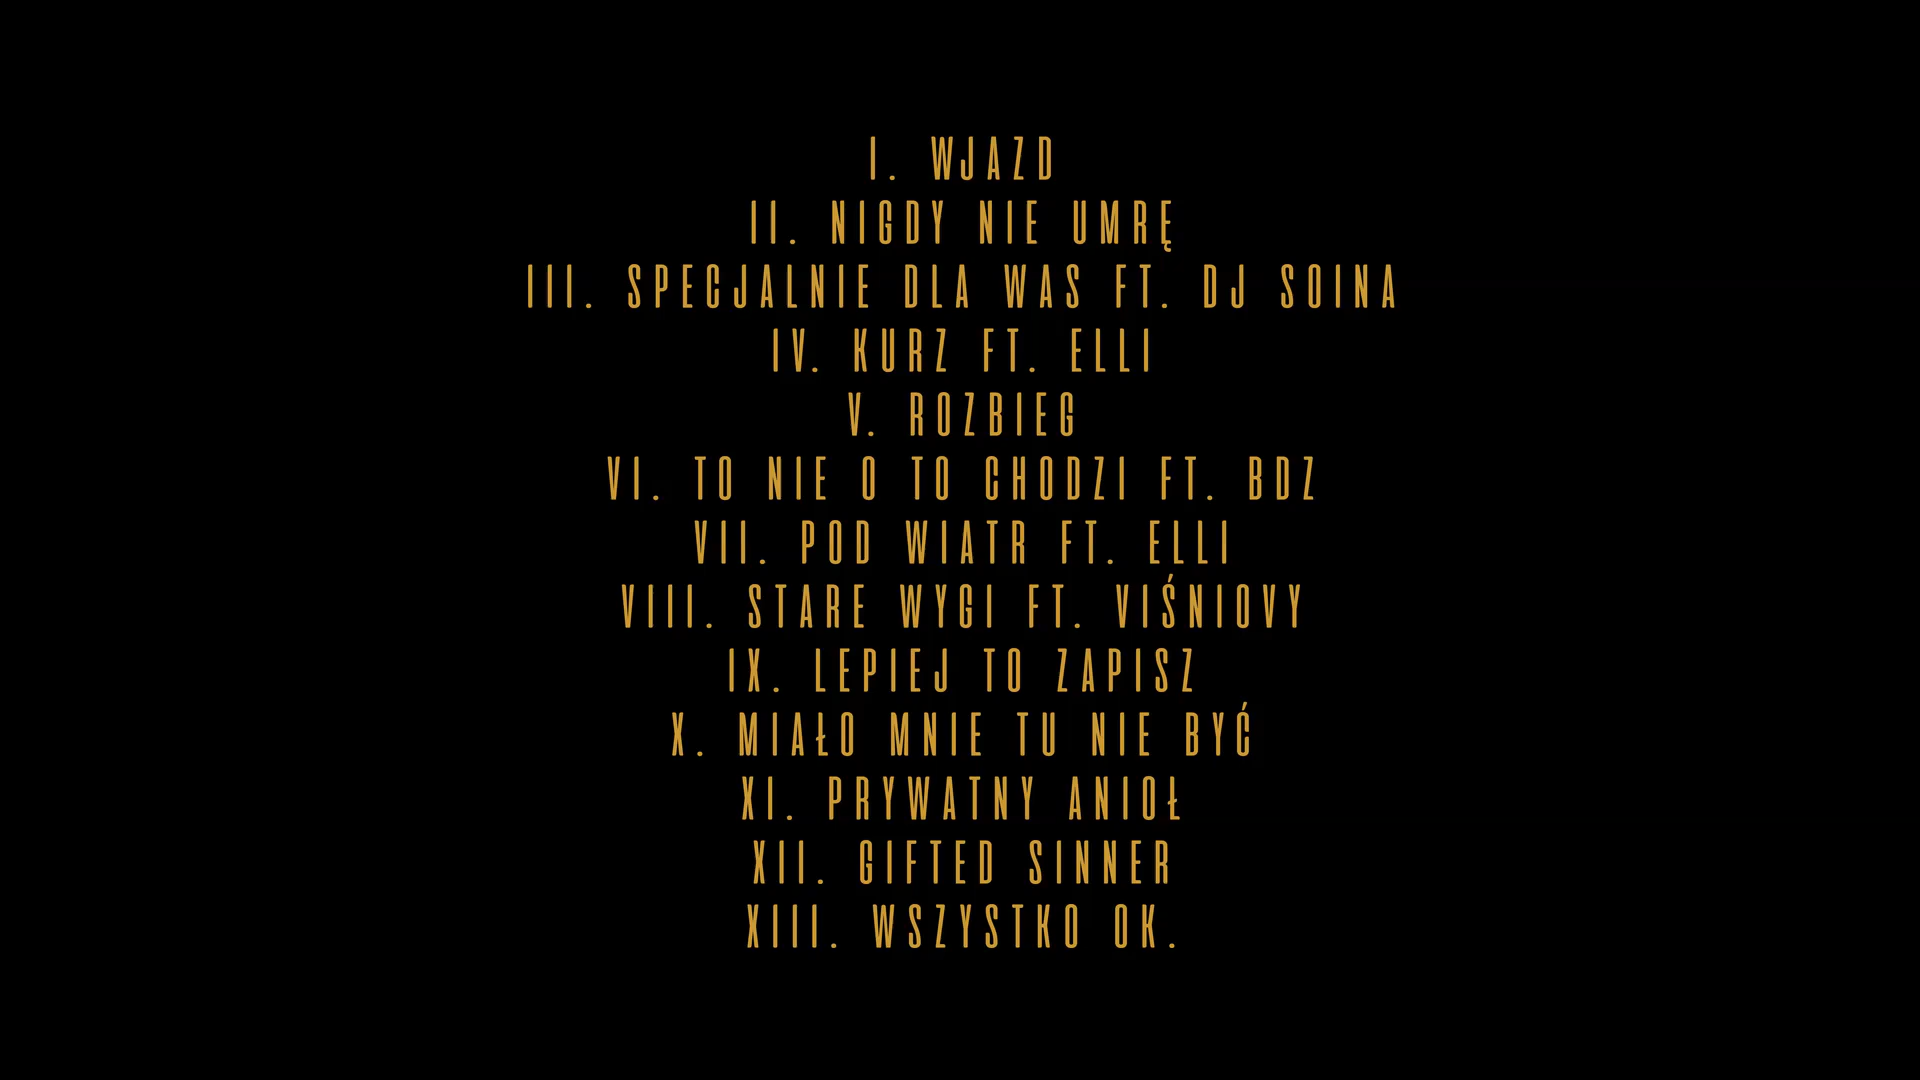 I. WJAZD
II. NIGDY NIE UMRĘ
III. SPECJALNIE DLA WAS FT. DJ SOINA
IV. KURZ FT. ELLI
V. ROZBIEG
VI. TO NIE O TO CHODZI FT. BDZ
VII. POD WIATR FT. ELLI
VIII. STARE WYGI FT. VIŚNIOVY
IX. LEPIEJ TO ZAPISZ
X. MIAŁO MNIE TU NIE BYĆ
XI. PRYWATNY ANIOŁ
XII. GIFTED SINNER
XIII. WSZYSTKO OK.